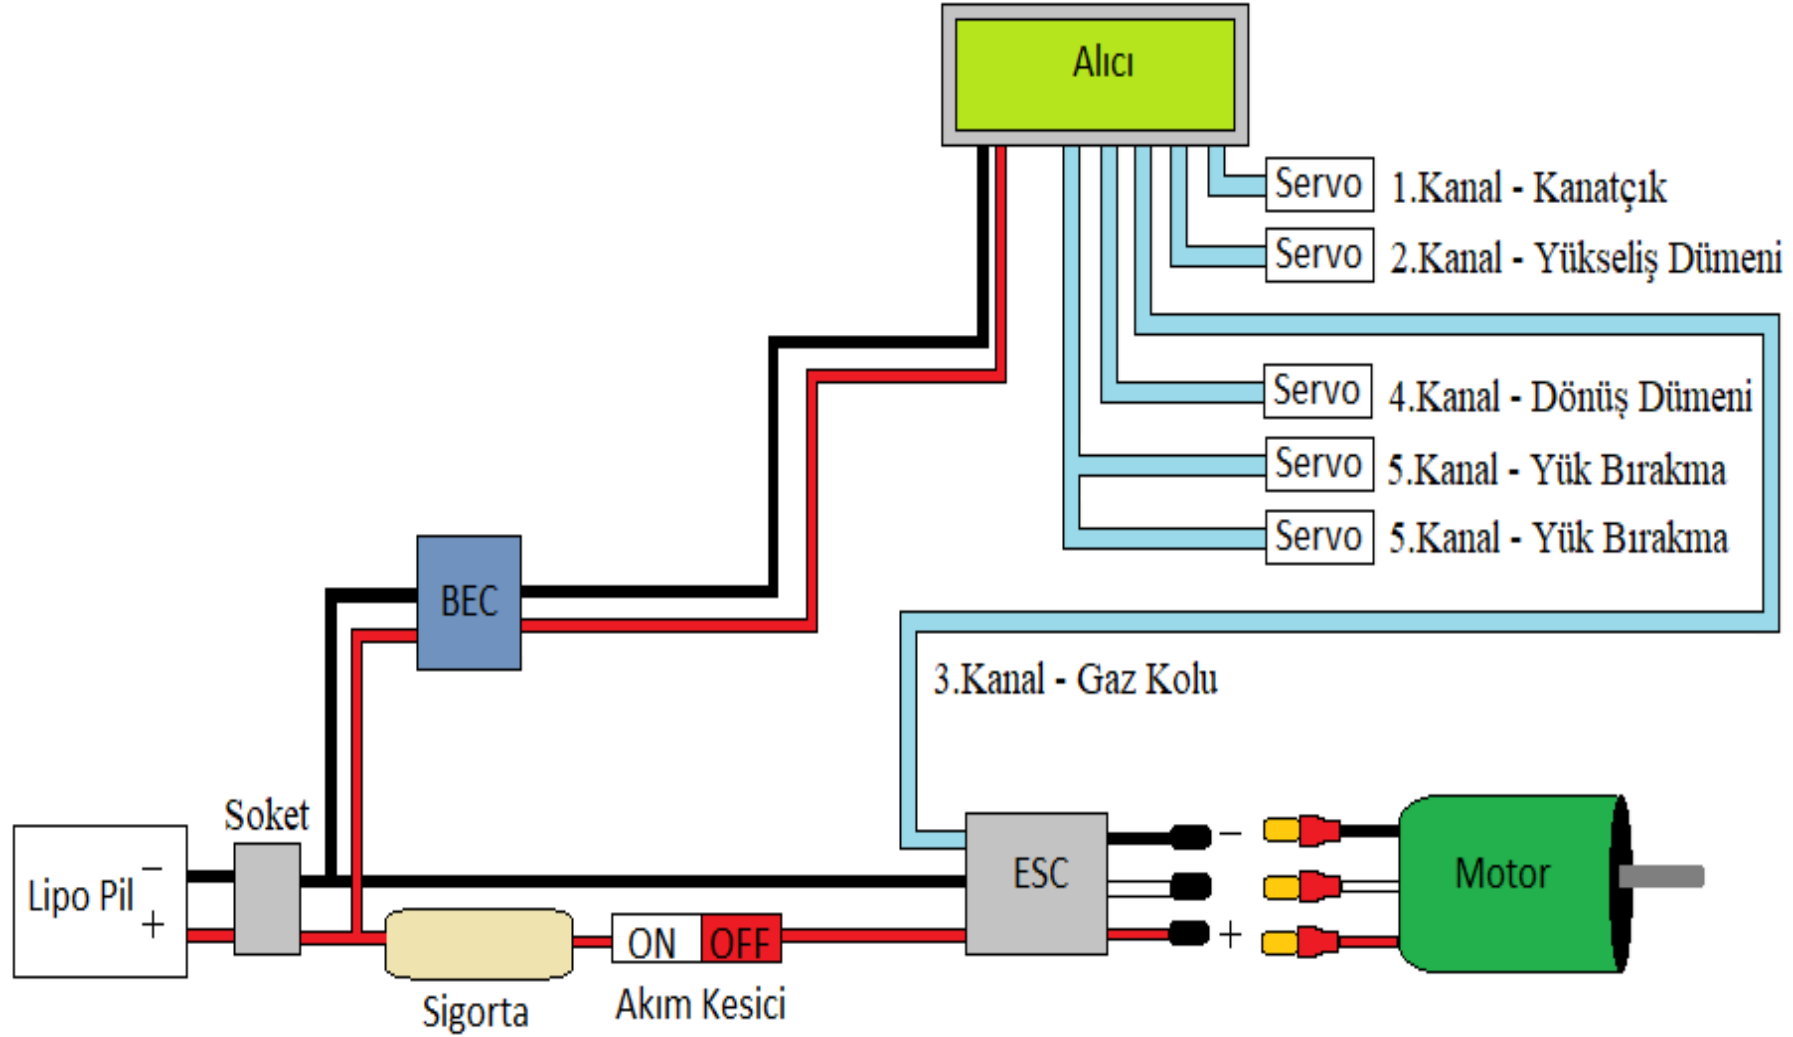 Alıcı
Servo 1.Kanal - Kanatçık
Servo 2.Kanal - Yükseliş Dümeni
Servo 4.Kanal - Dönüş Dümeni
Servo 5.Kanal - Yük Bırakma
Servo 5.Kanal - Yük Bırakma
BEC
3.Kanal - Gaz Kolu
Soket
Lipo Pil
−
+
ESC
−
+
Motor
ON OFF
Sigorta
Akım Kesici